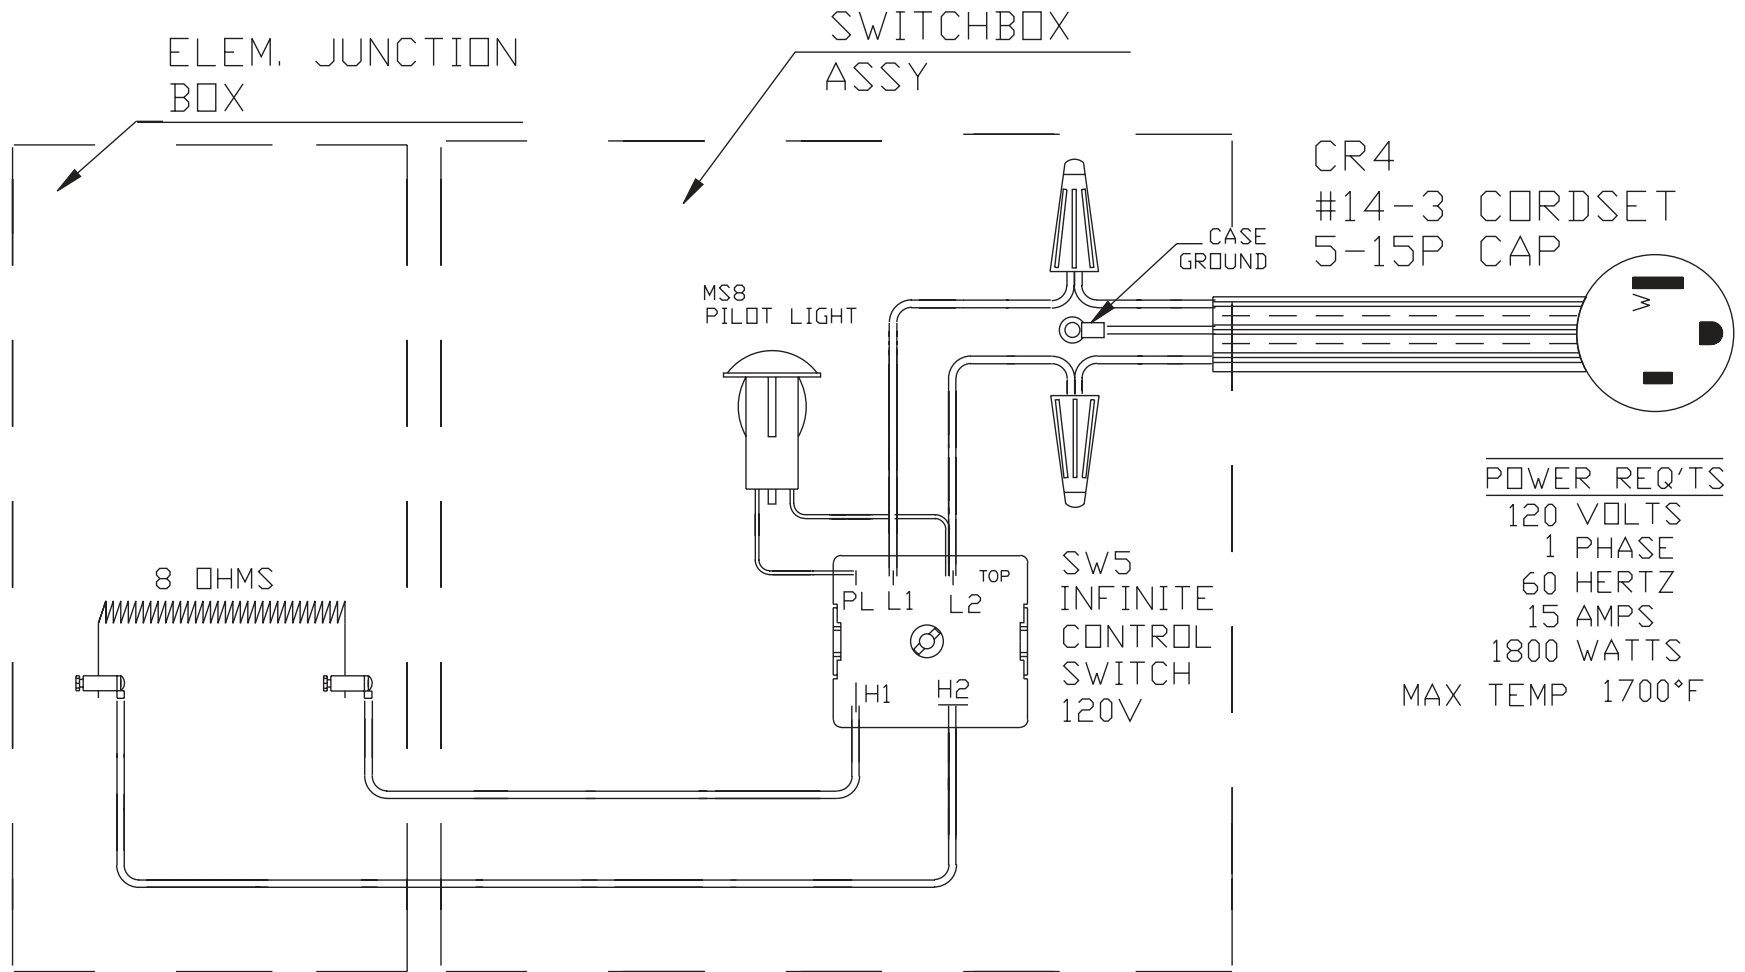 ELEM. JUNCTION
BOX
SWITCHBOX
ASSY
CR4
#14-3 CORDSET
5-15P CAP
CASE
GROUND
W
MS8
PILOT LIGHT
POWER REQ'TS
120 VOLTS
1 PHASE
60 HERTZ
15 AMPS
1800 WATTS
MAX TEMP 1700°F
8 OHMS
TOP
PL L1 L2
H1 H2
SW5
INFINITE
CONTROL
SWITCH
120V